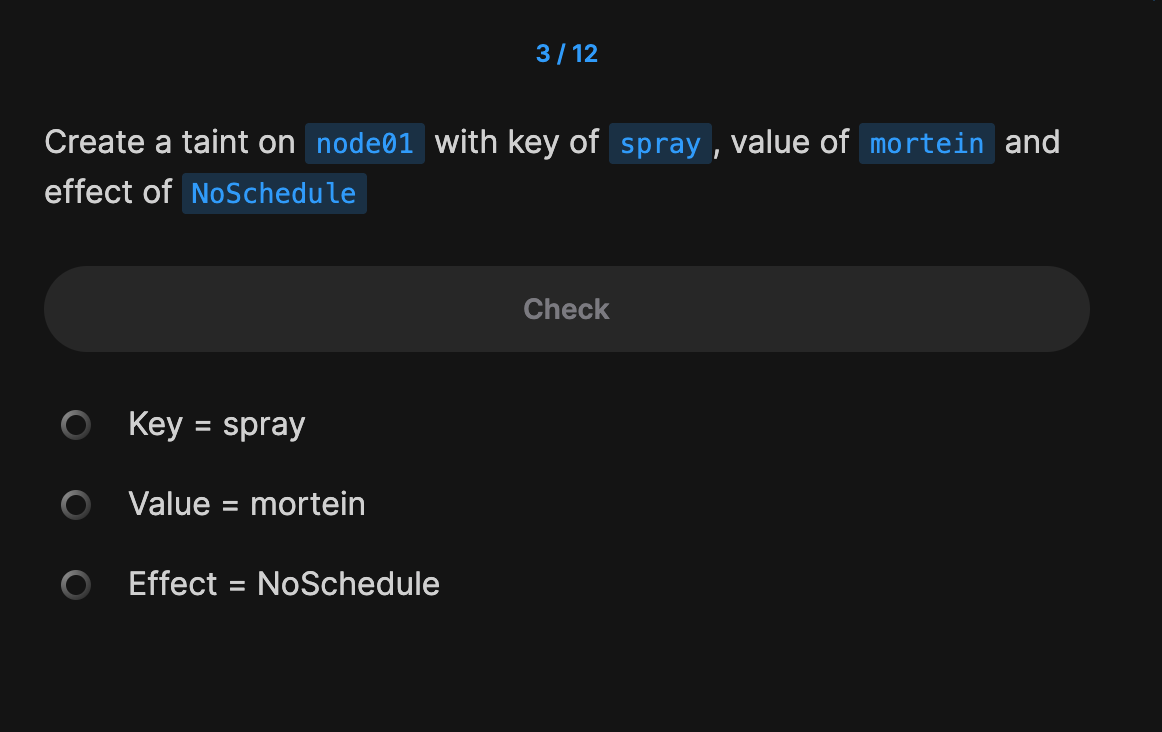 3 / 12
Create a taint on node01 with key of spray, value of mortein and
effect of NoSchedule
Check
Key = spray
Value = mortein
Effect = NoSchedule